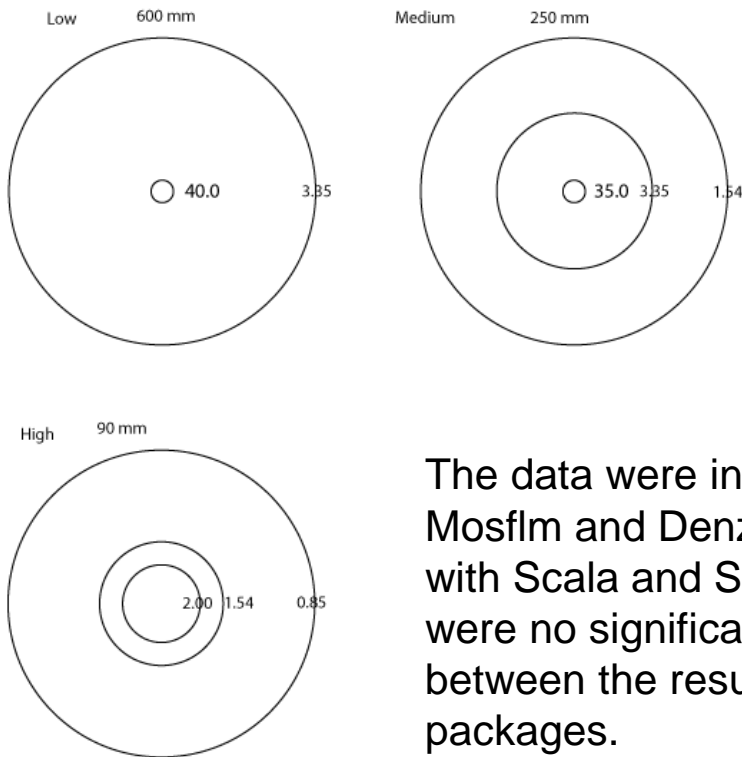 Low 600 mm
40.0 3.35
Medium 250 mm
35.0 3.35 1.54
High 90 mm
2.00 1.54 0.85
The data were in
Mosflm and Denz
with Scala and S
were no significa
between the resu
packages.